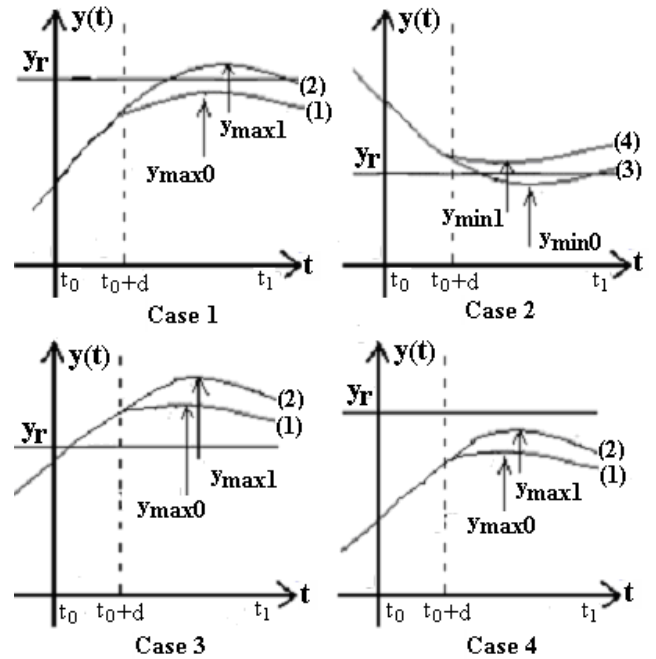 y(t)
yr
(2)
(1)
ymax1
ymax0
t
t0
t0+d
t1
Case 1
y(t)
yr
(4)
(3)
ymin1
ymin0
t
t0
t0+d
t1
Case 2
y(t)
yr
(2)
(1)
ymax1
ymax0
t
t0
t0+d
t1
Case 3
y(t)
yr
(2)
(1)
ymax1
ymax0
t
t0
t0+d
t1
Case 4